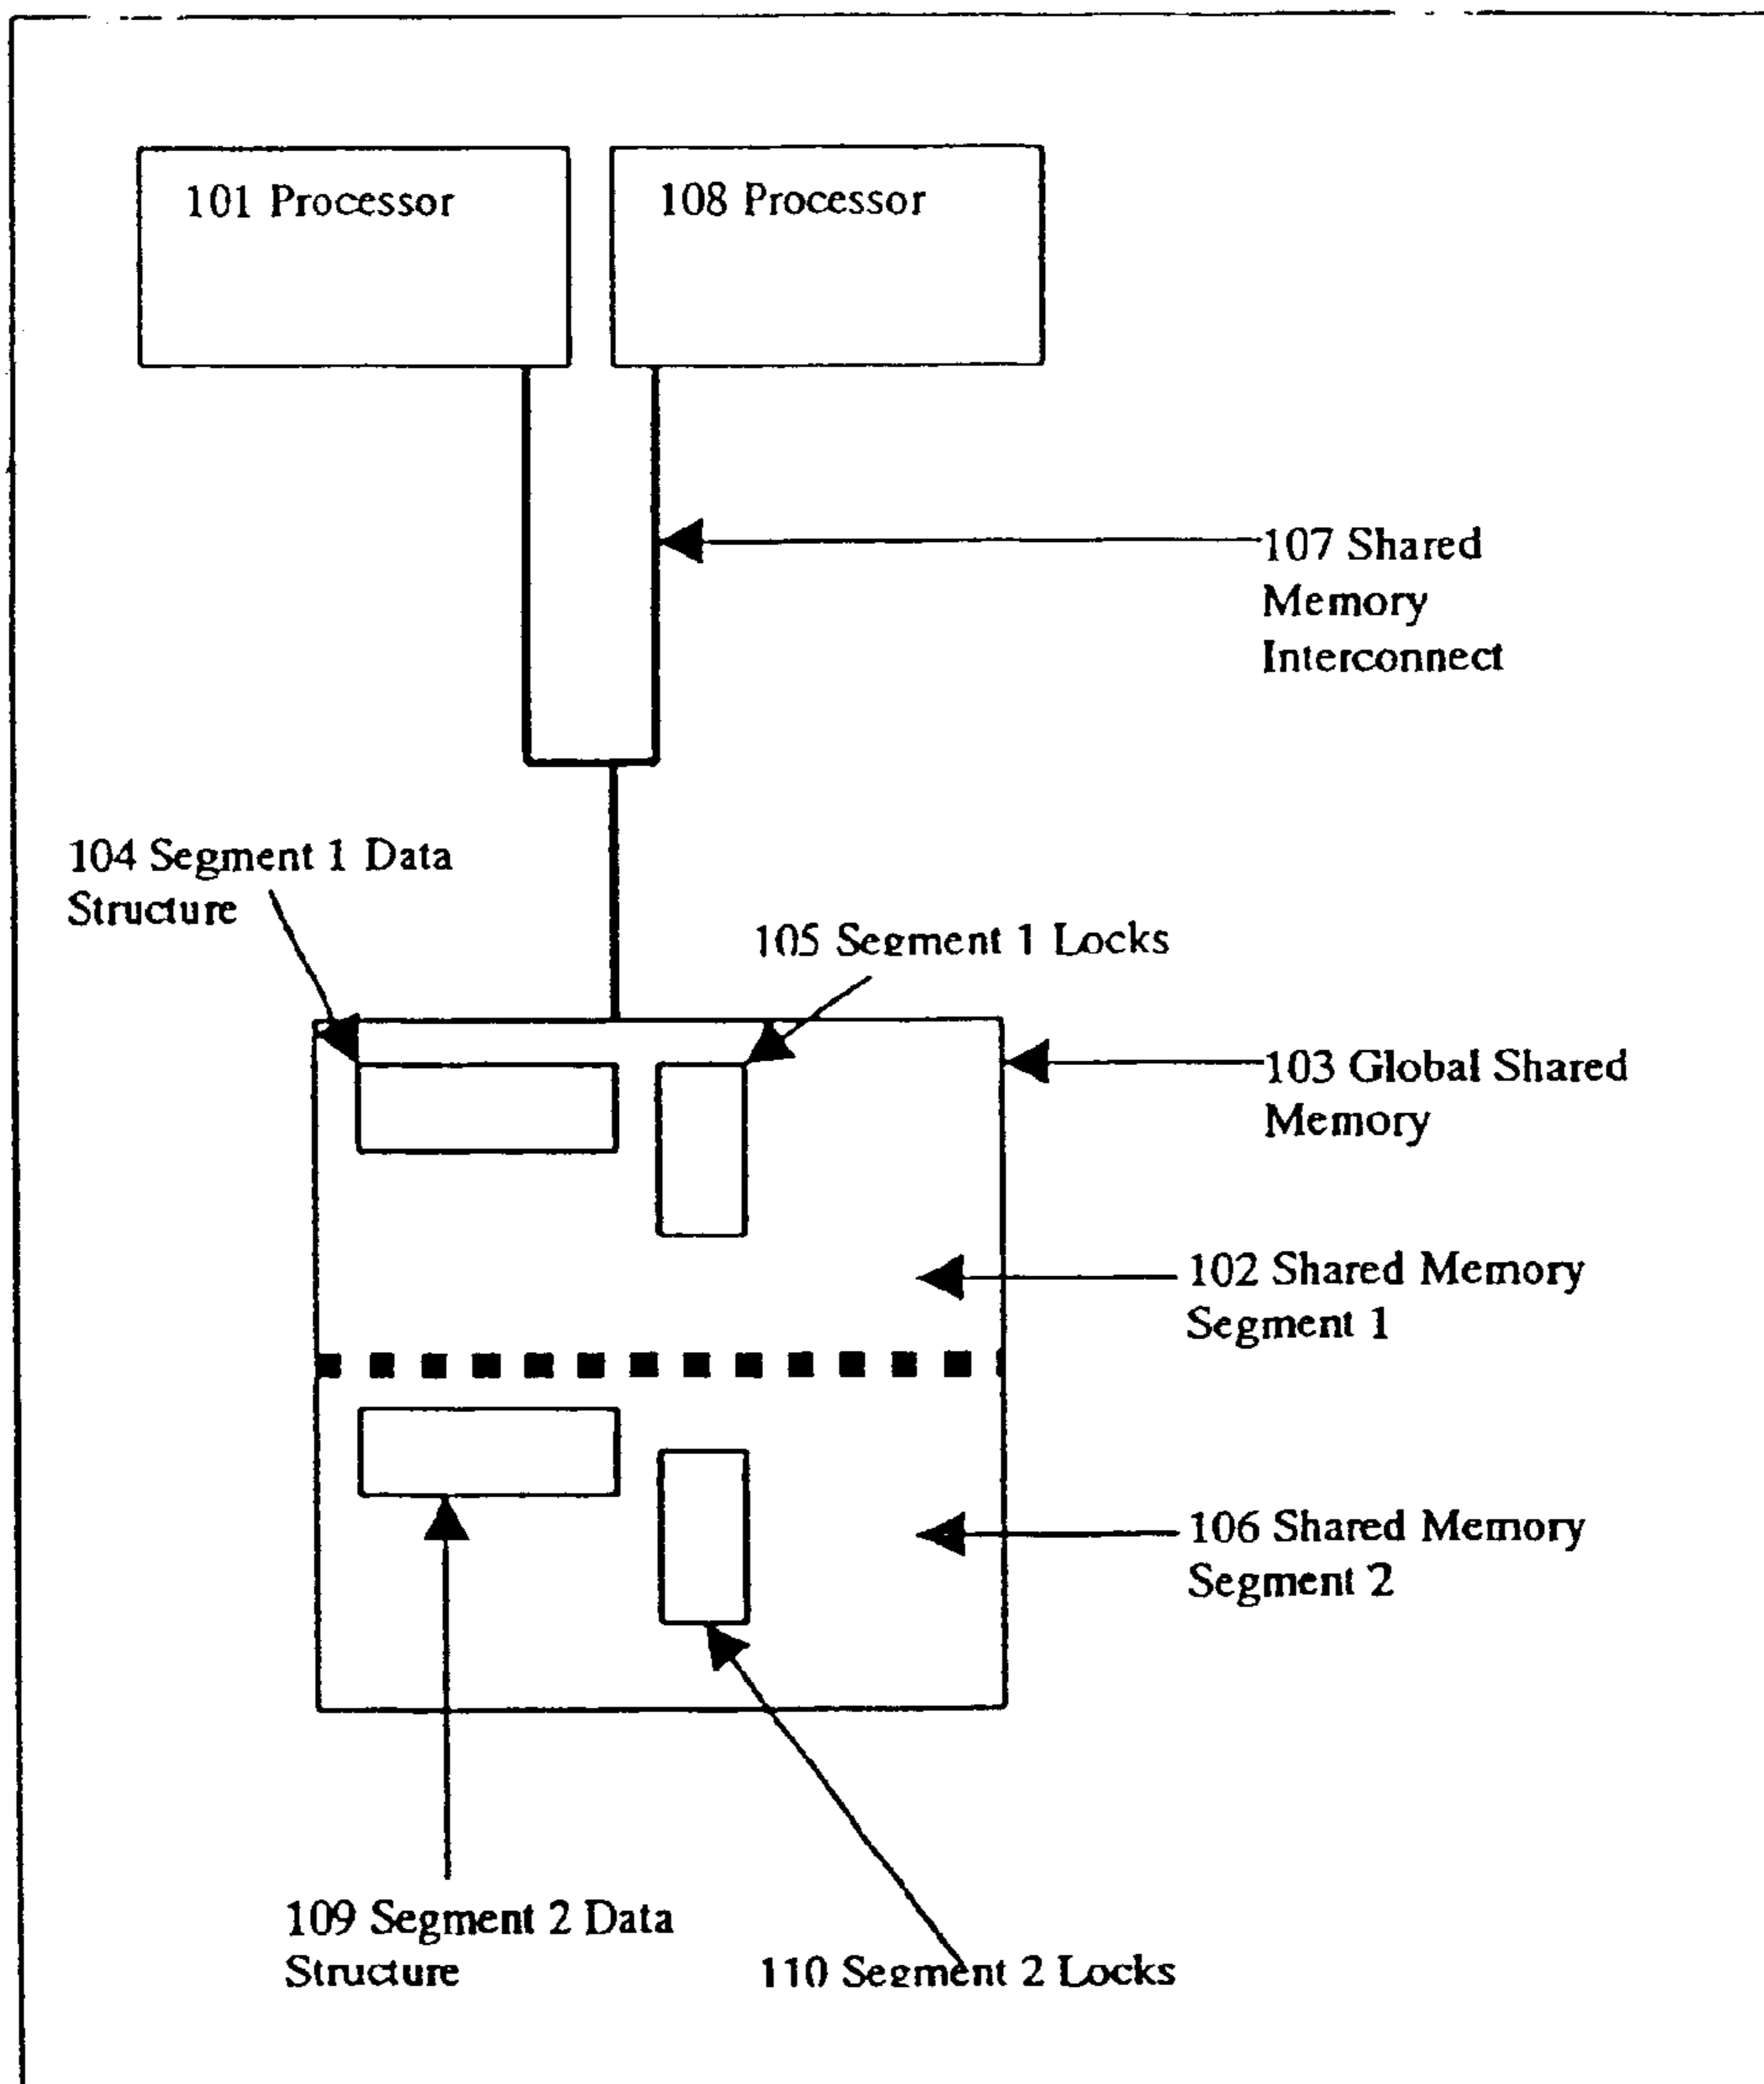 101 Processor
108 Processor
107 Shared
Memory
Interconnect
104 Segment 1 Data
Structure
105 Segment 1 Locks
103 Global Shared
Memory
102 Shared Memory
Segment 1
106 Shared Memory
Segment 2
109 Segment 2 Data
Structure
110 Segment 2 Locks